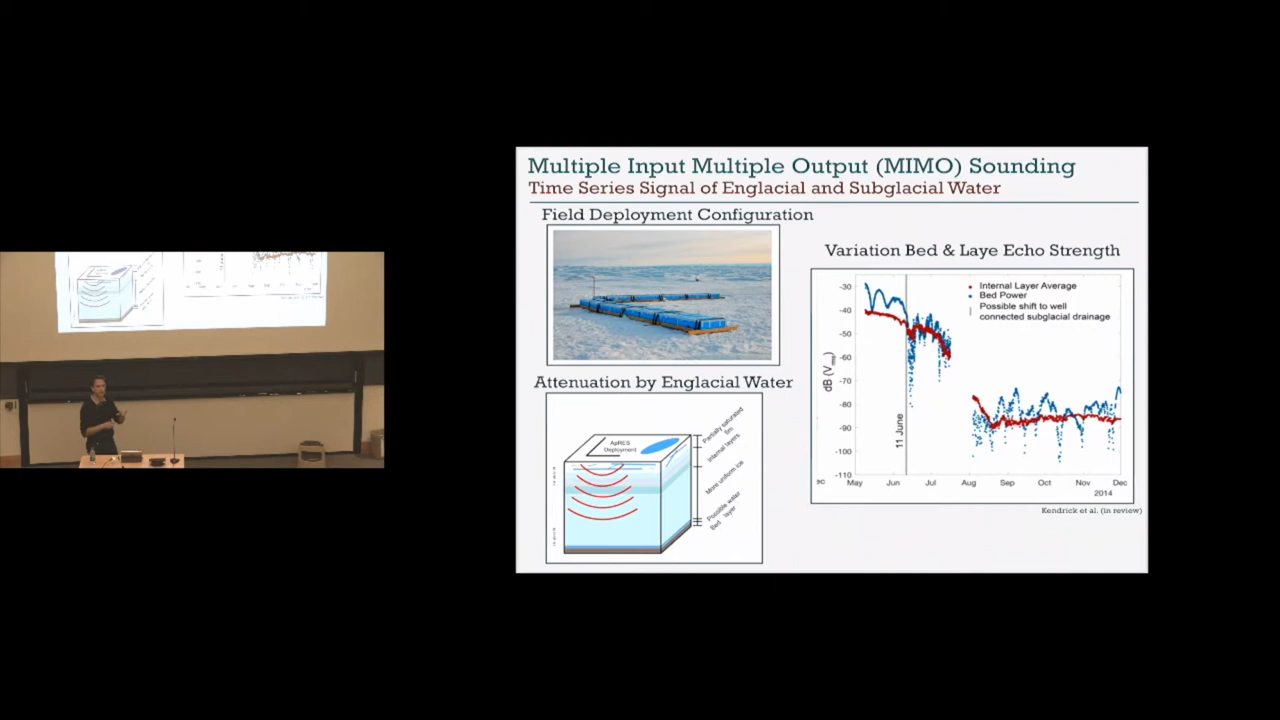 Multiple Input Multiple Output (MIMO) Sounding
Time Series Signal of Englacial and Subglacial Water
Field Deployment Configuration
Attenuation by Englacial Water
ApRES
Deployment
Partially saturated
firn
Internal layers
More uniform ice
Possible water
Bed layer
Variation Bed & Laye Echo Strength
Internal Layer Average
Bed Power
Possible shift to well
connected subglacial drainage
dB (Vrms)
-30
-40
-50
-60
-70
-80
-90
-100
-110
11 June
May Jun Jul Aug Sep Oct Nov Dec
2014
Kendrick et al. (in review)